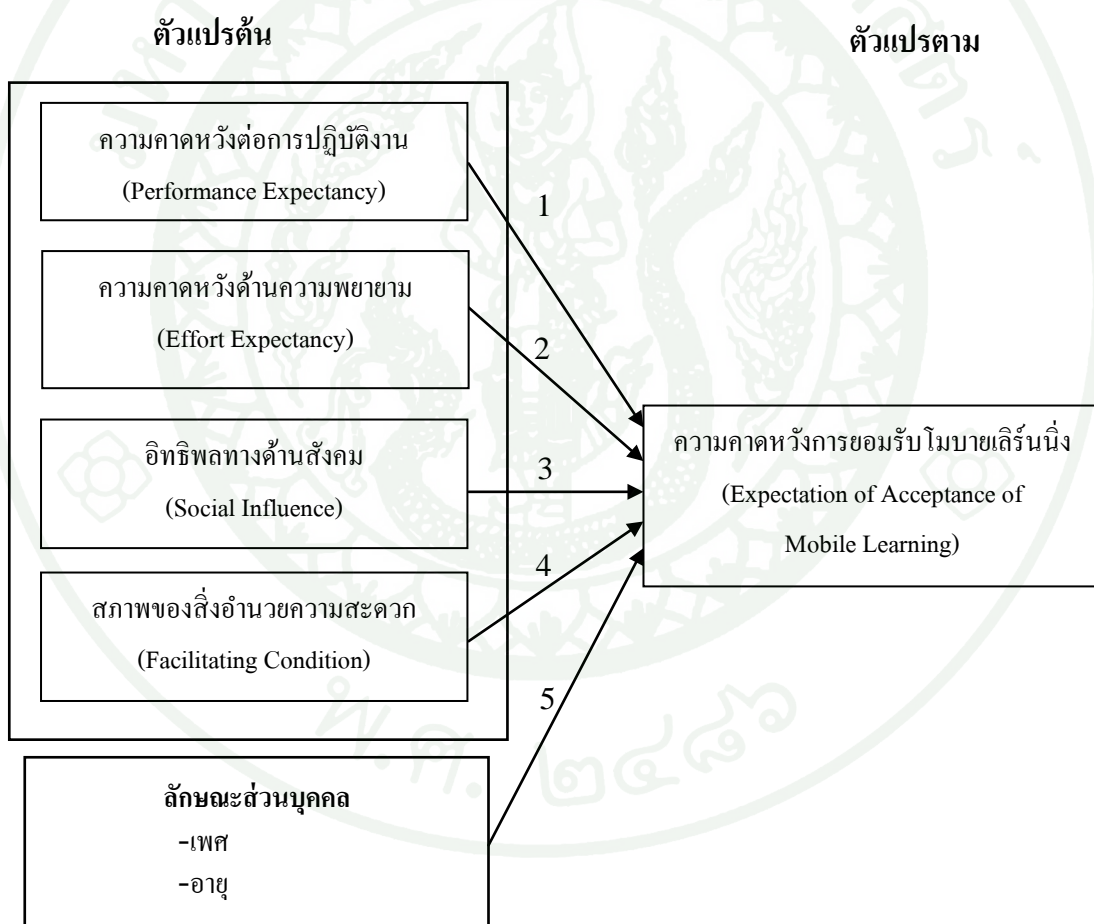 ตัวแปรต้น
ตัวแปรตาม
ความคาดหวังต่อการปฏิบัติงาน
(Performance Expectancy)
1
ความคาดหวังด้านความพยายาม
(Effort Expectancy)
2
อิทธิพลทางด้านสังคม
(Social Influence)
3
ความคาดหวังการยอมรับโมบายเลิร์นนิ่ง
(Expectation of Acceptance of
Mobile Learning)
สภาพของสิ่งอำนวยความสะดวก
(Facilitating Condition)
4
5
ลักษณะส่วนบุคคล
-เพศ
-อายุ
พ.ศ. ๒๔๘๖